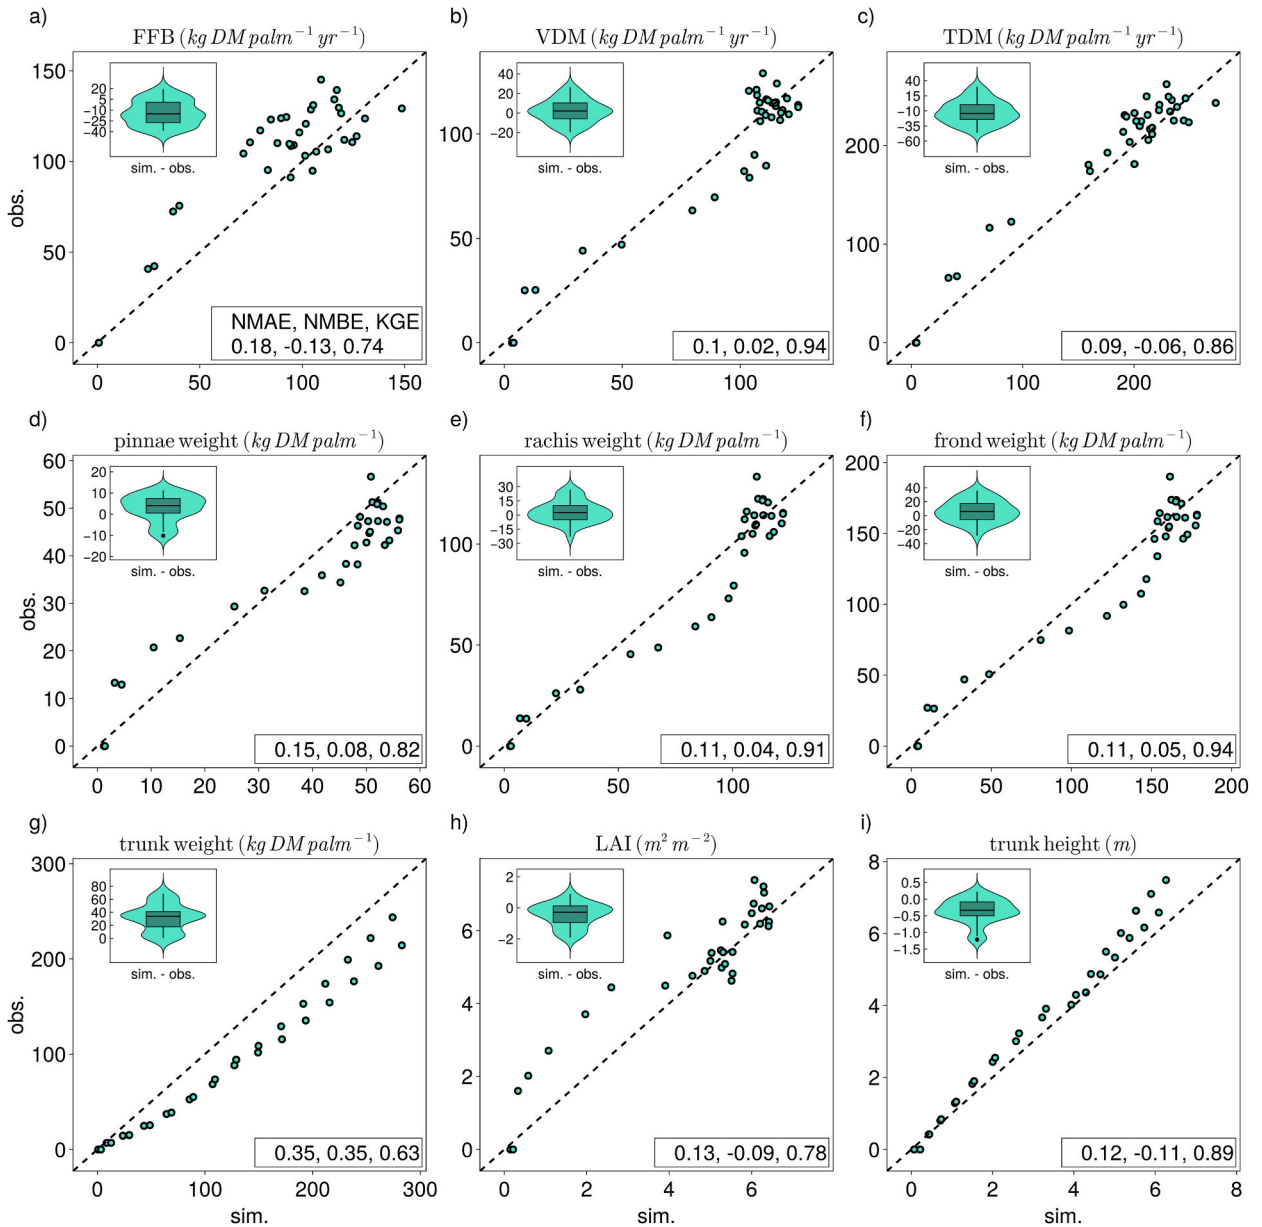 a)
FFB (kg DM palm⁻¹ yr⁻¹)
150
100
50
0
obs.
20
5
−10
−25
−40
sim. - obs.
NMAE, NMBE, KGE
0.18, -0.13, 0.74
0 50 100 150
b)
VDM (kg DM palm⁻¹ yr⁻¹)
100
50
0
40
20
0
−20
sim. - obs.
0.1, 0.02, 0.94
0 50 100
c)
TDM (kg DM palm⁻¹ yr⁻¹)
200
100
0
40
15
−10
−35
−60
sim. - obs.
0.09, -0.06, 0.86
0 100 200
d)
pinnae weight (kg DM palm⁻¹)
60
50
40
30
20
10
0
obs.
20
10
0
−10
−20
sim. - obs.
0.15, 0.08, 0.82
0 10 20 30 40 50 60
e)
rachis weight (kg DM palm⁻¹)
100
50
0
30
15
0
−15
−30
sim. - obs.
0.11, 0.04, 0.91
0 50 100
f)
frond weight (kg DM palm⁻¹)
200
150
100
50
0
40
20
0
−20
−40
sim. - obs.
0.11, 0.05, 0.94
0 50 100 150 200
g)
trunk weight (kg DM palm⁻¹)
300
200
100
0
obs.
80
60
40
20
0
sim. - obs.
0.35, 0.35, 0.63
0 100 200 300
sim.
h)
LAI (m² m⁻²)
6
4
2
0
2
0
−2
sim. - obs.
0.13, -0.09, 0.78
0 2 4 6
sim.
i)
trunk height (m)
8
6
4
2
0
0.5
0.0
−0.5
−1.0
−1.5
sim. - obs.
0.12, -0.11, 0.89
0 2 4 6 8
sim.